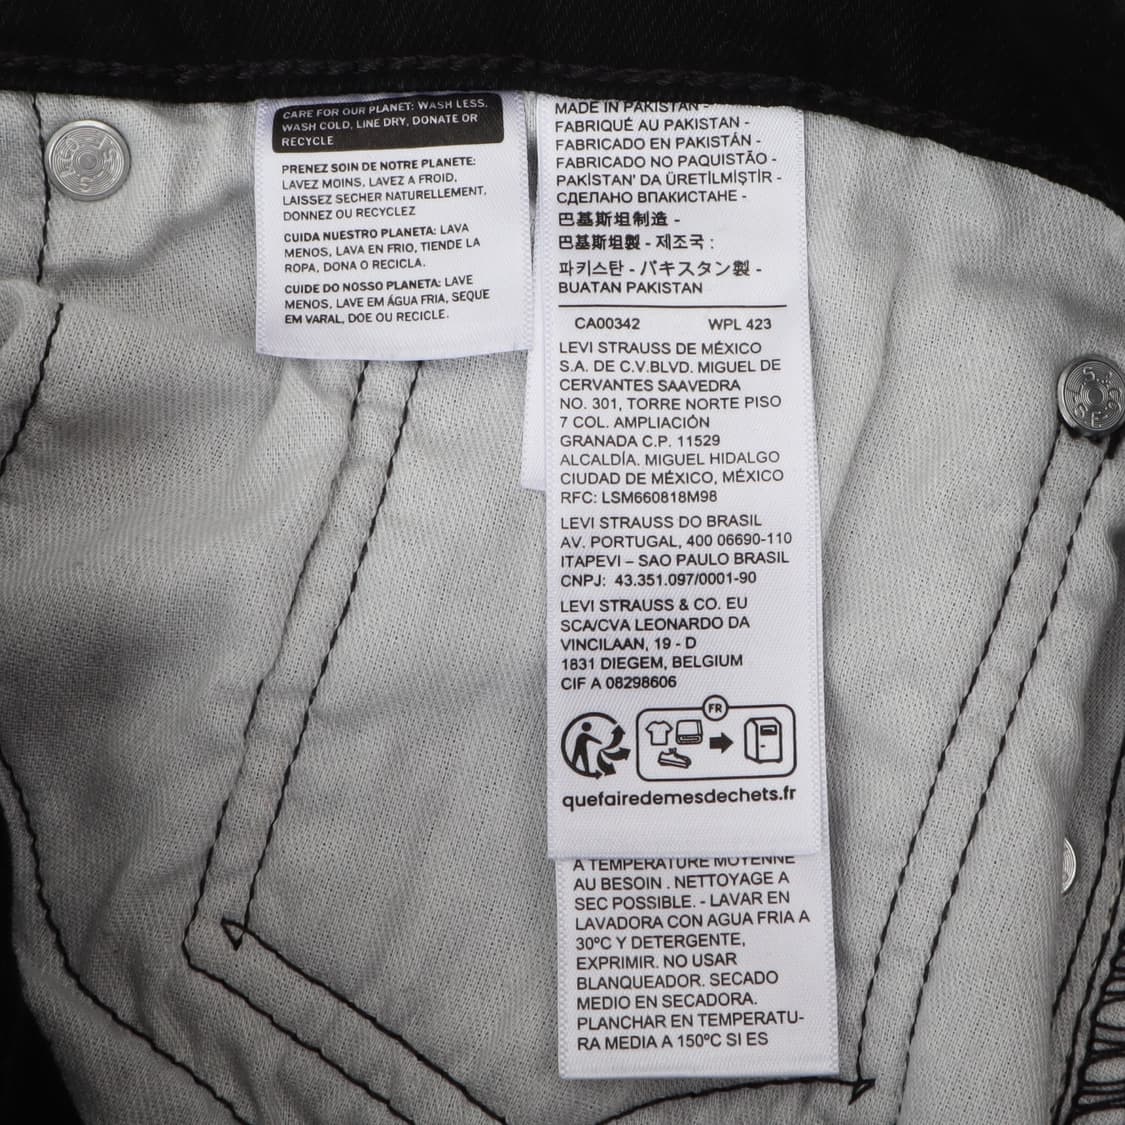 CARE FOR OUR PLANET: WASH LESS,
WASH COLD, LINE DRY, DONATE OR
RECYCLE
PRENEZ SOIN DE NOTRE PLANETE:
LAVEZ MOINS, LAVEZ A FROID,
LAISSEZ SECHER NATURELLEMENT,
DONNEZ OU RECYCLEZ
CUIDA NUESTRO PLANETA: LAVA
MENOS, LAVA EN FRIO, TIENDE LA
ROPA, DONA O RECICLA.
CUIDE DO NOSSO PLANETA: LAVE
MENOS, LAVE EM ÁGUA FRIA, SEQUE
EM VARAL, DOE OU RECICLE.
MADE IN PAKISTAN -
FABRIQUÉ AU PAKISTAN -
FABRICADO EN PAKISTÁN -
FABRICADO NO PAQUISTÃO -
PAKİSTAN' DA ÜRETİLMİŞTİR -
СДЕЛАНО ВПАКИСТАНЕ -
巴基斯坦制造 -
巴基斯坦製 - 제조국 :
파키스탄 - パキスタン製 -
BUATAN PAKISTAN
CA00342 WPL 423
LEVI STRAUSS DE MÉXICO
S.A. DE C.V.BLVD. MIGUEL DE
CERVANTES SAAVEDRA
NO. 301, TORRE NORTE PISO
7 COL. AMPLIACIÓN
GRANADA C.P. 11529
ALCALDÍA. MIGUEL HIDALGO
CIUDAD DE MÉXICO, MÉXICO
RFC: LSM660818M98
LEVI STRAUSS DO BRASIL
AV. PORTUGAL, 400 06690-110
ITAPEVI – SAO PAULO BRASIL
CNPJ: 43.351.097/0001-90
LEVI STRAUSS & CO. EU
SCA/CVA LEONARDO DA
VINCILAAN, 19 - D
1831 DIEGEM, BELGIUM
CIF A 08298606
FR
quefairedemesdechets.fr
A TEMPÉRATURE MOYENNE
AU BESOIN . NETTOYAGE A
SEC POSSIBLE. - LAVAR EN
LAVADORA CON AGUA FRIA A
30ºC Y DETERGENTE,
EXPRIMIR. NO USAR
BLANQUEADOR. SECADO
MEDIO EN SECADORA.
PLANCHAR EN TEMPERATU-
RA MEDIA A 150ºC SI ES